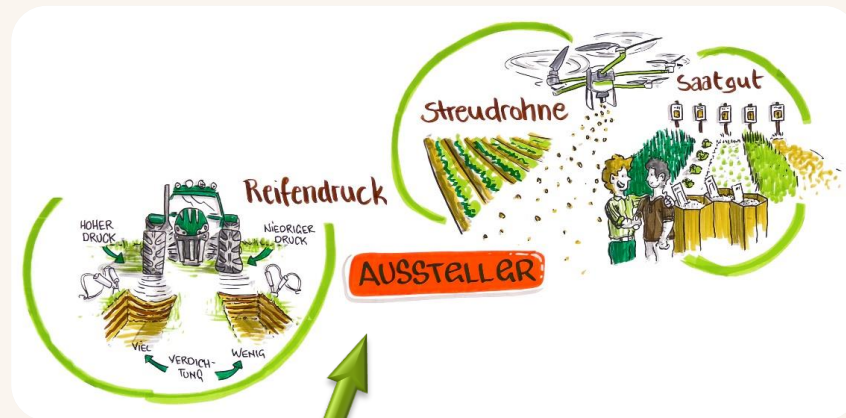 Streudrohne
Saatgut
Reifendruck
HOHER
DRUCK
NIEDRIGER
DRUCK
AUSSTELLER
VIEL
VERDICH-
TUNG
WENIG